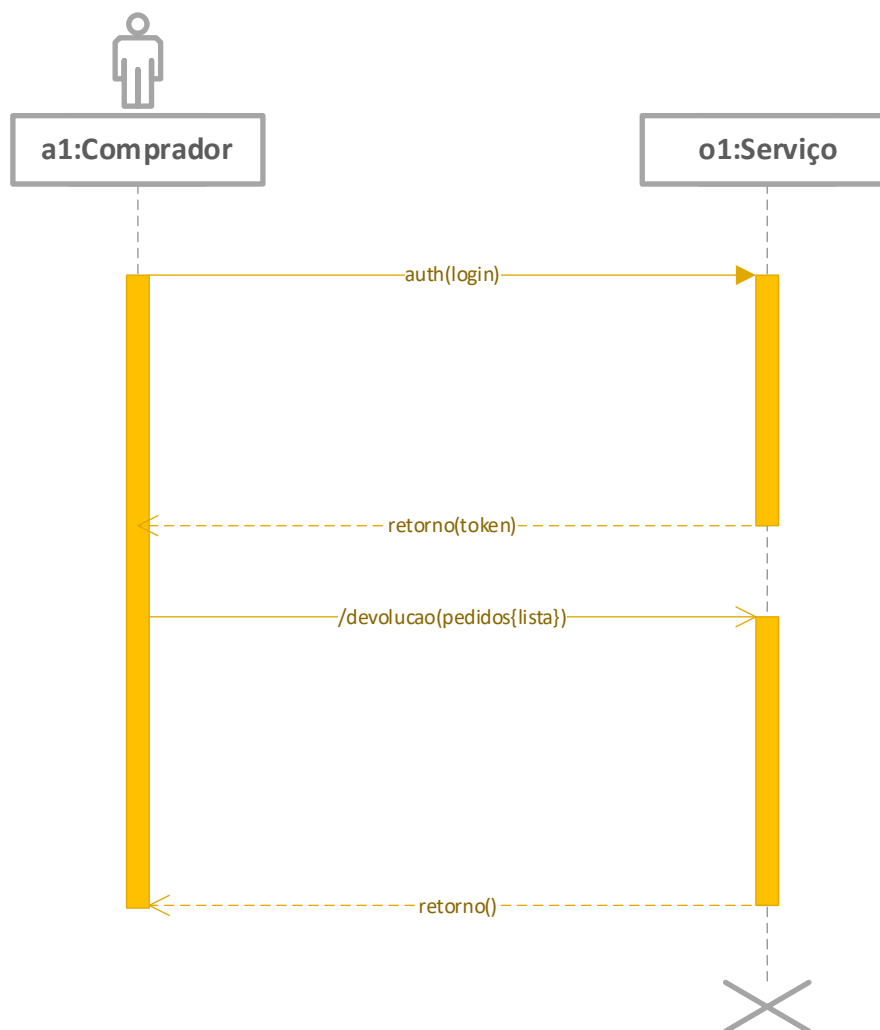 a1:Comprador
o1:Serviço
auth(login)
retorno(token)
/devolucao(pedidos{lista})
retorno()